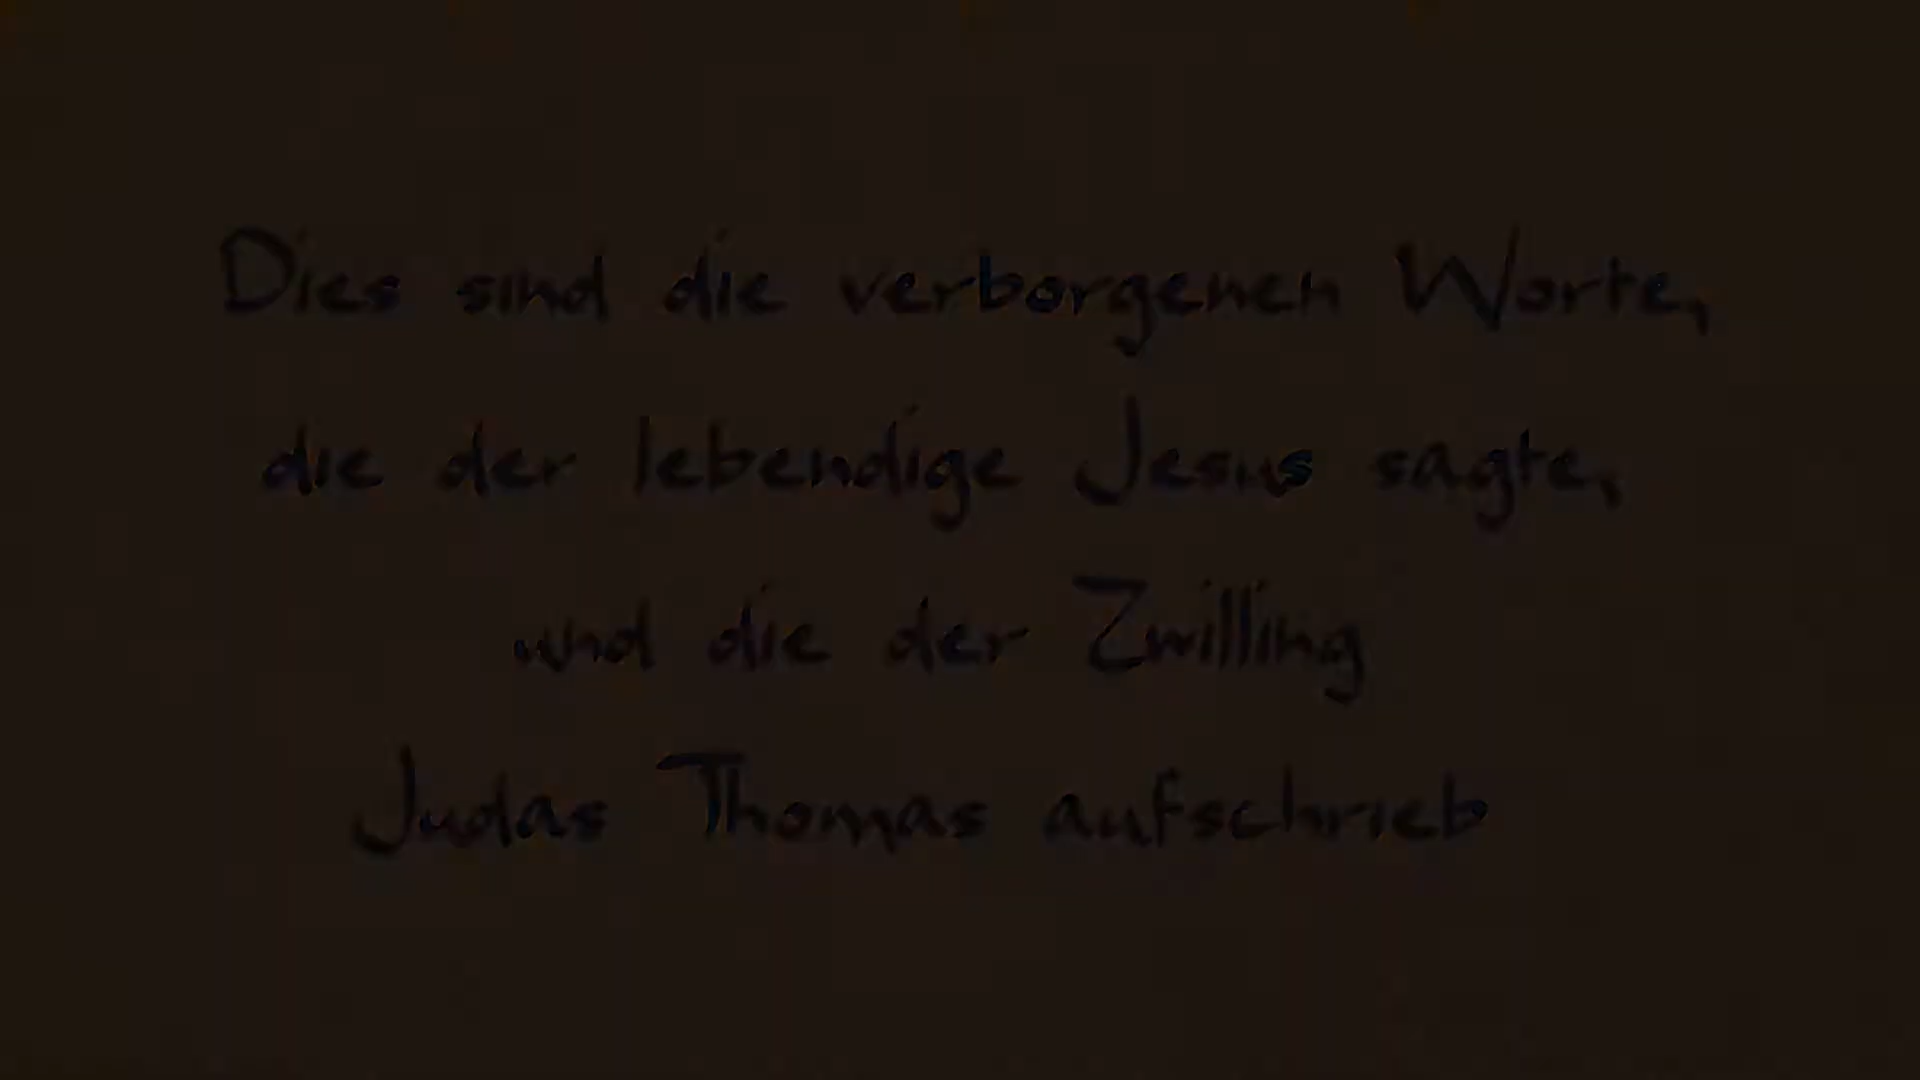 Dies sind die verborgenen Worte,
die der lebendige Jesus sagte,
und die der Zwilling
Judas Thomas aufschrieb